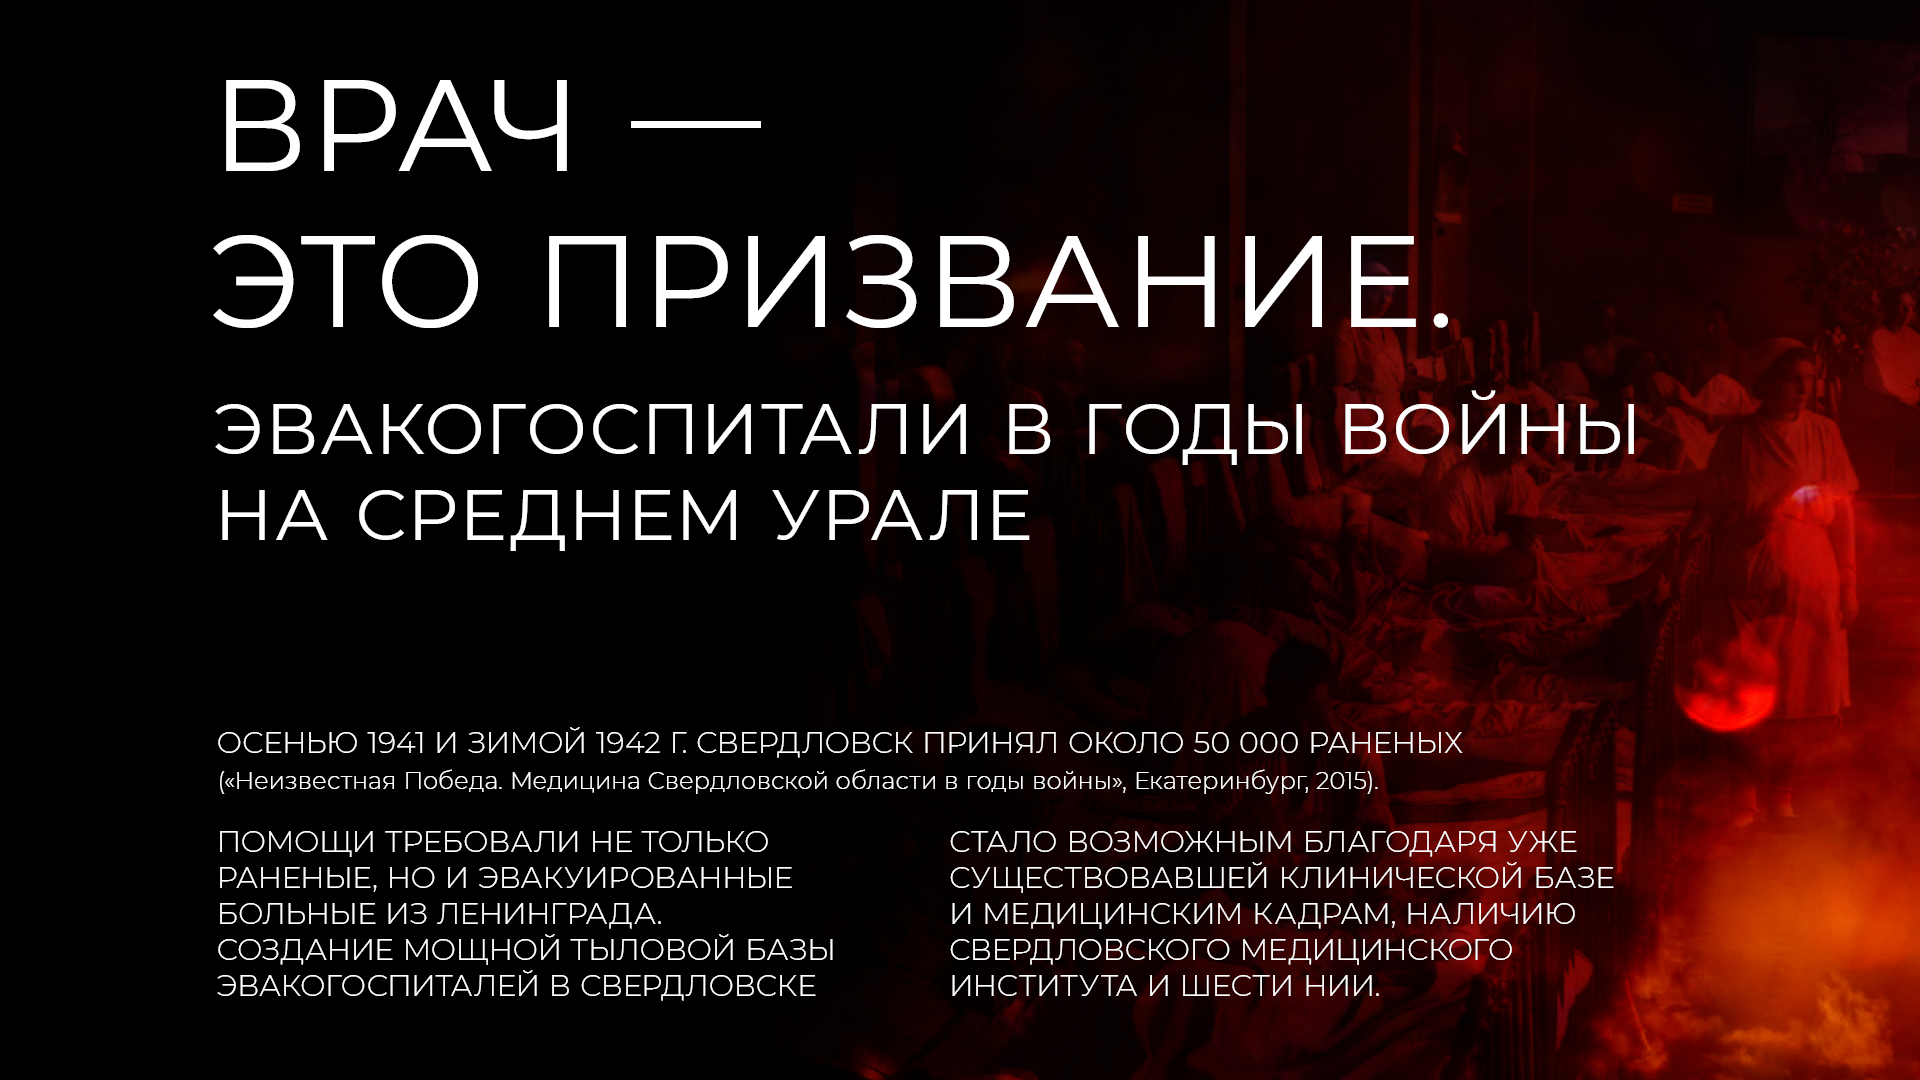 ВРАЧ —
ЭТО ПРИЗВАНИЕ.
ЭВАКОГОСПИТАЛИ В ГОДЫ ВОЙНЫ
НА СРЕДНЕМ УРАЛЕ
ОСЕНЬЮ 1941 И ЗИМОЙ 1942 Г. СВЕРДЛОВСК ПРИНЯЛ ОКОЛО 50 000 РАНЕНЫХ
(«Неизвестная Победа. Медицина Свердловской области в годы войны», Екатеринбург, 2015).
ПОМОЩИ ТРЕБОВАЛИ НЕ ТОЛЬКО
РАНЕНЫЕ, НО И ЭВАКУИРОВАННЫЕ
БОЛЬНЫЕ ИЗ ЛЕНИНГРАДА.
СОЗДАНИЕ МОЩНОЙ ТЫЛОВОЙ БАЗЫ
ЭВАКОГОСПИТАЛЕЙ В СВЕРДЛОВСКЕ
СТАЛО ВОЗМОЖНЫМ БЛАГОДАРЯ УЖЕ
СУЩЕСТВОВАВШЕЙ КЛИНИЧЕСКОЙ БАЗЕ
И МЕДИЦИНСКИМ КАДРАМ, НАЛИЧИЮ
СВЕРДЛОВСКОГО МЕДИЦИНСКОГО
ИНСТИТУТА И ШЕСТИ НИИ.